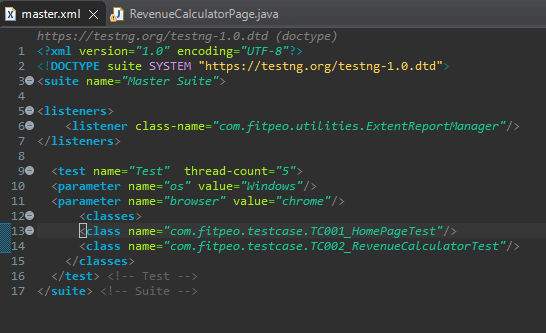 master.xml RevenueCalculatorPage.java
https://testng.org/testng-1.0.dtd (doctype)
1 <?xml version="1.0" encoding="UTF-8"?>
2 <!DOCTYPE suite SYSTEM "https://testng.org/testng-1.0.dtd">
3 <suite name="Master Suite">
4
5 <listeners>
6 <listener class-name="com.fitpeo.utilities.ExtentReportManager"/>
7 </listeners>
8
9 <test name="Test" thread-count="5">
10 <parameter name="os" value="Windows"/>
11 <parameter name="browser" value="chrome"/>
12 <classes>
13 <class name="com.fitpeo.testcase.TC001_HomePageTest"/>
14 <class name="com.fitpeo.testcase.TC002_RevenueCalculatorTest"/>
15 </classes>
16 </test> <!-- Test -->
17 </suite> <!-- Suite -->